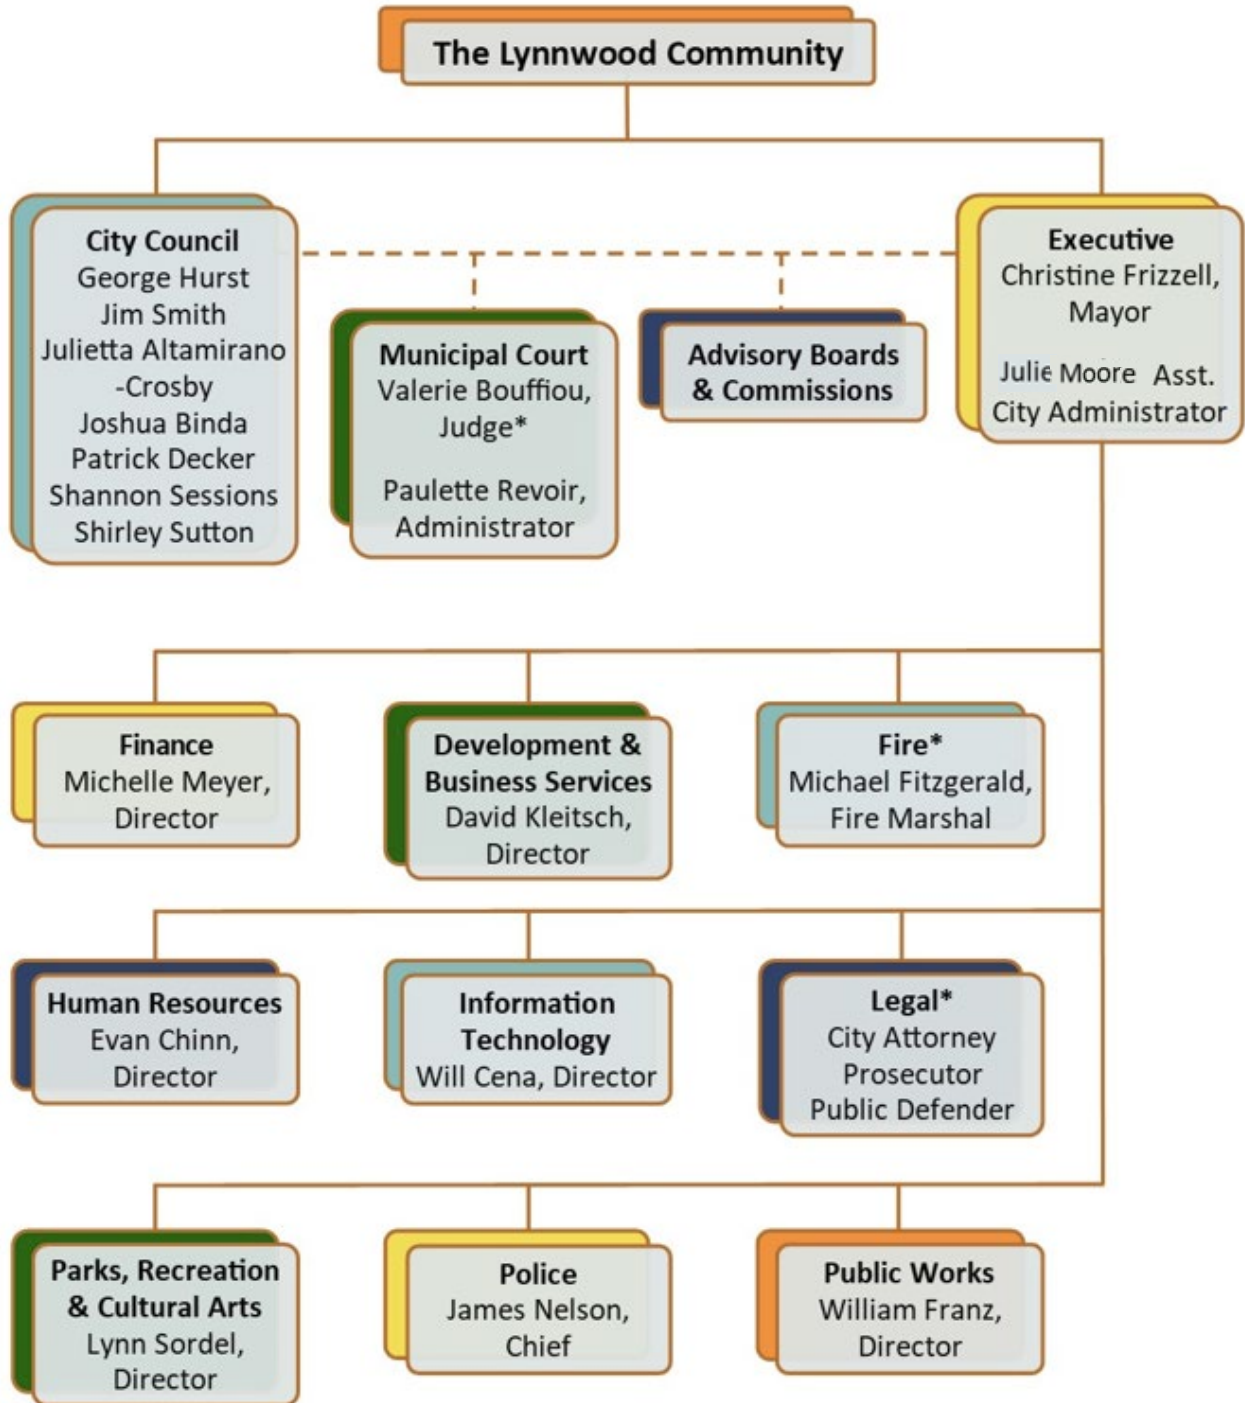 The Lynnwood Community
City Council
George Hurst
Jim Smith
Julietta Altamirano
-Crosby
Joshua Binda
Patrick Decker
Shannon Sessions
Shirley Sutton
Municipal Court
Valerie Bouffiou,
Judge*
Paulette Revoir,
Administrator
Advisory Boards
& Commissions
Executive
Christine Frizzell,
Mayor
Julie Moore Asst.
City Administrator
Finance
Michelle Meyer,
Director
Development &
Business Services
David Kleitsch,
Director
Fire*
Michael Fitzgerald,
Fire Marshal
Human Resources
Evan Chinn,
Director
Information
Technology
Will Cena, Director
Legal*
City Attorney
Prosecutor
Public Defender
Parks, Recreation
& Cultural Arts
Lynn Sordel,
Director
Police
James Nelson,
Chief
Public Works
William Franz,
Director